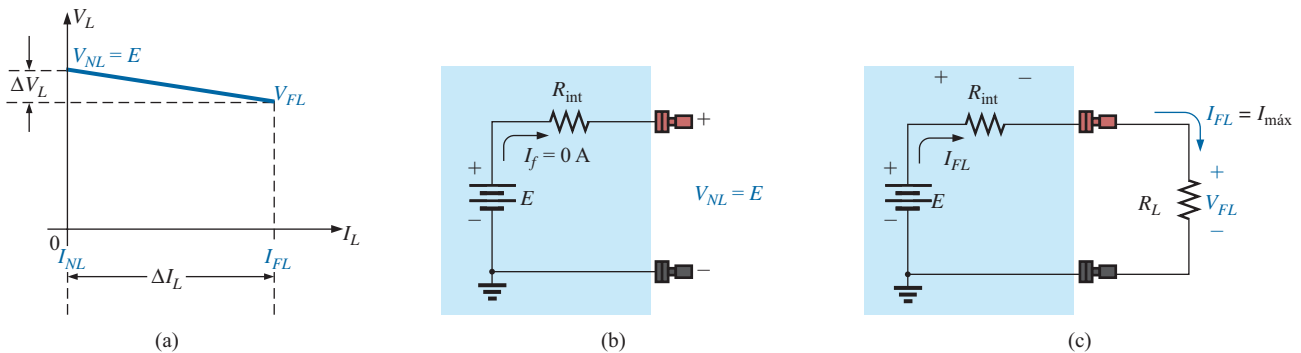 V_L
V_NL = E
ΔV_L
V_FL
0
I_L
I_NL
I_FL
ΔI_L
(a)
R_int
+
I_f = 0 A
+
E
V_NL = E
−
−
(b)
+ −
R_int
I_FL = I_máx
I_FL
+
+
E
R_L
V_FL
−
−
(c)